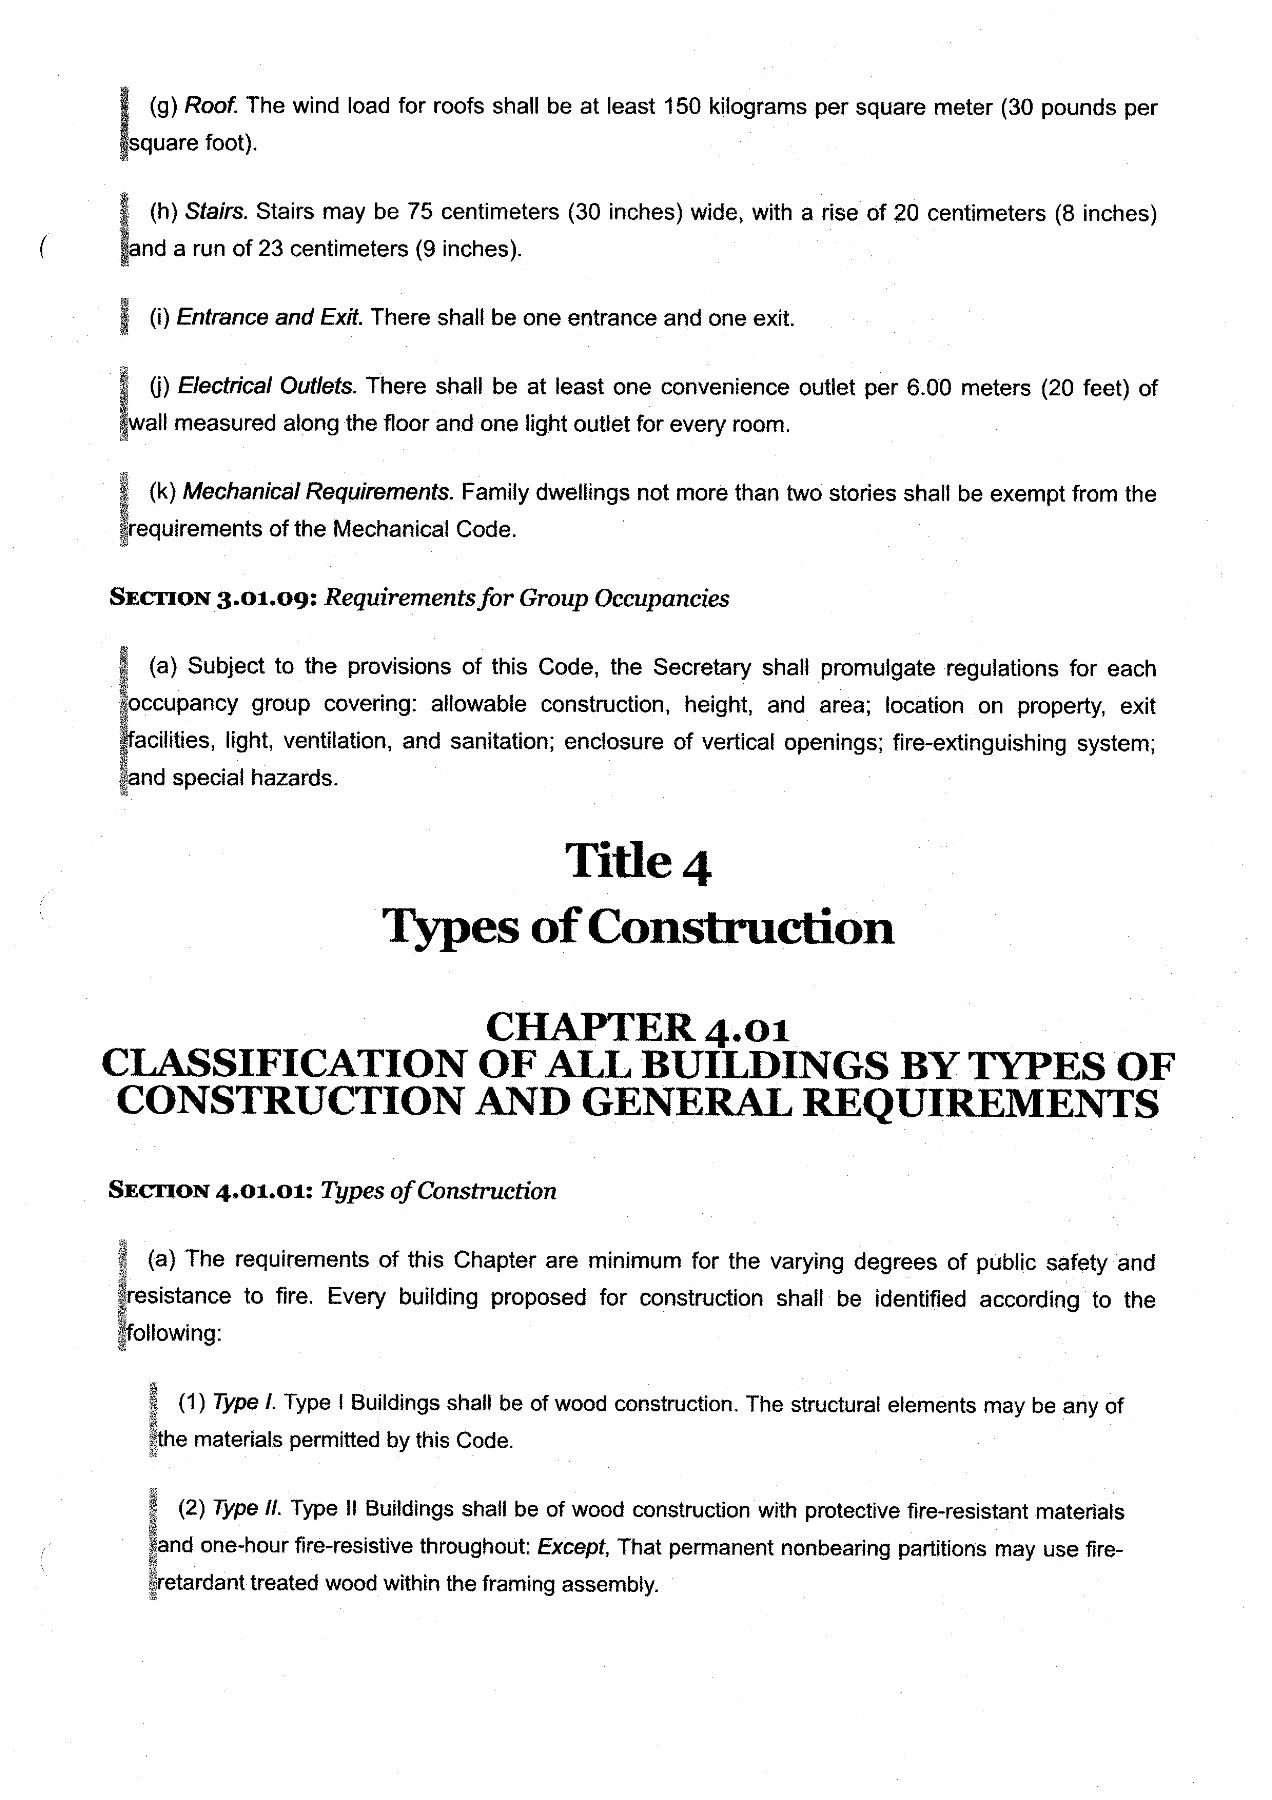 (g) Roof. The wind load for roofs shall be at least 150 kilograms per square meter (30 pounds per
square foot).
(h) Stairs. Stairs may be 75 centimeters (30 inches) wide, with a rise of 20 centimeters (8 inches)
and a run of 23 centimeters (9 inches).
(i) Entrance and Exit. There shall be one entrance and one exit.
(j) Electrical Outlets. There shall be at least one convenience outlet per 6.00 meters (20 feet) of
wall measured along the floor and one light outlet for every room.
(k) Mechanical Requirements. Family dwellings not more than two stories shall be exempt from the
requirements of the Mechanical Code.
SECTION 3.01.09: Requirements for Group Occupancies
(a) Subject to the provisions of this Code, the Secretary shall promulgate regulations for each
occupancy group covering: allowable construction, height, and area; location on property, exit
facilities, light, ventilation, and sanitation; enclosure of vertical openings; fire-extinguishing system;
and special hazards.
Title 4
Types of Construction
CHAPTER 4.01
CLASSIFICATION OF ALL BUILDINGS BY TYPES OF
CONSTRUCTION AND GENERAL REQUIREMENTS
SECTION 4.01.01: Types of Construction
(a) The requirements of this Chapter are minimum for the varying degrees of public safety and
resistance to fire. Every building proposed for construction shall be identified according to the
following:
(1) Type I. Type I Buildings shall be of wood construction. The structural elements may be any of
the materials permitted by this Code.
(2) Type II. Type II Buildings shall be of wood construction with protective fire-resistant materials
and one-hour fire-resistive throughout: Except, That permanent nonbearing partitions may use fire-
retardant treated wood within the framing assembly.